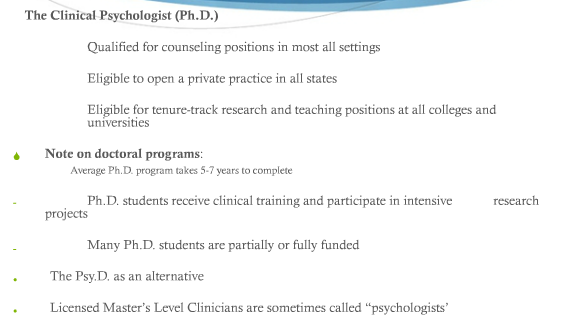 The Clinical Psychologist (Ph.D.)
Qualified for counseling positions in most all settings
Eligible to open a private practice in all states
Eligible for tenure-track research and teaching positions at all colleges and
universities
Note on doctoral programs:
Average Ph.D. program takes 5-7 years to complete
- Ph.D. students receive clinical training and participate in intensive research
projects
- Many Ph.D. students are partially or fully funded
• The Psy.D. as an alternative
• Licensed Master's Level Clinicians are sometimes called "psychologists'